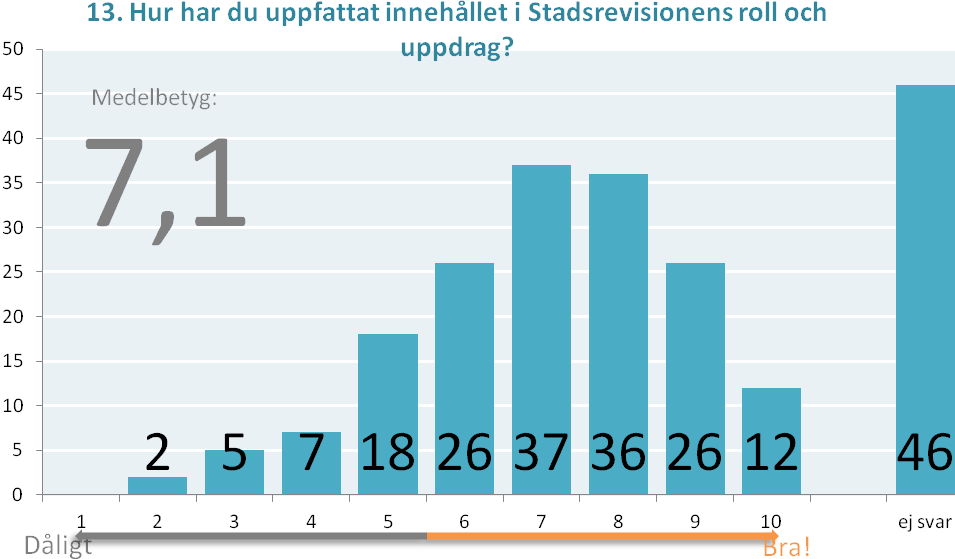 13. Hur har du uppfattat innehållet i Stadsrevisionens roll och
uppdrag?
Medelbetyg:
7,1
50
45
40
35
30
25
20
15
10
5
0
2 5 7 18 26 37 36 26 12 46
1 2 3 4 5 6 7 8 9 10 ej svar
Dåligt Bra!